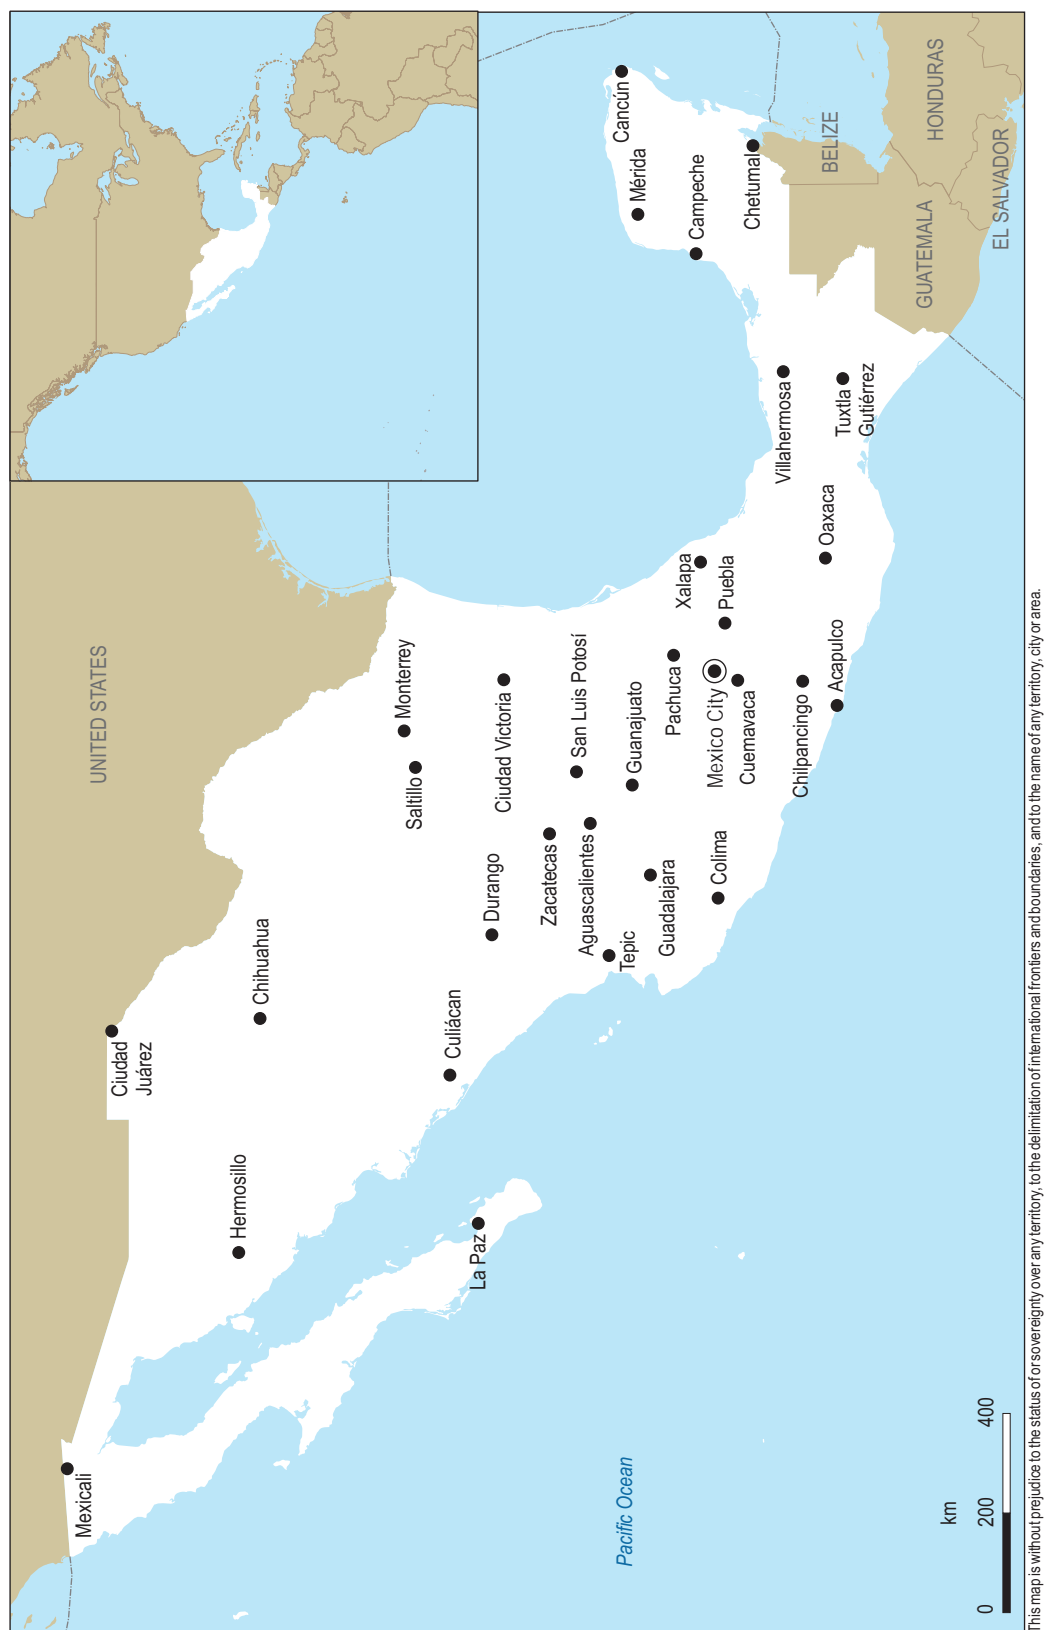 UNITED STATES
Mexicali
Ciudad
Juárez
Hermosillo
Chihuahua
Monterrey
Saltillo
Culiácan
La Paz
Durango
Ciudad Victoria
Zacatecas
San Luis Potosí
Aguascalientes
Tepic
Guanajuato
Guadalajara
Pachuca
Xalapa
Mexico City
Puebla
Cuernavaca
Colima
Chilpancingo
Acapulco
Oaxaca
Villahermosa
Tuxtla
Gutiérrez
Cancún
Mérida
Campeche
Chetumal
BELIZE
GUATEMALA
HONDURAS
EL SALVADOR
Pacific Ocean
km
0 200 400
This map is without prejudice to the status of or sovereignty over any territory, to the delimitation of international frontiers and boundaries, and to the name of any territory, city or area.